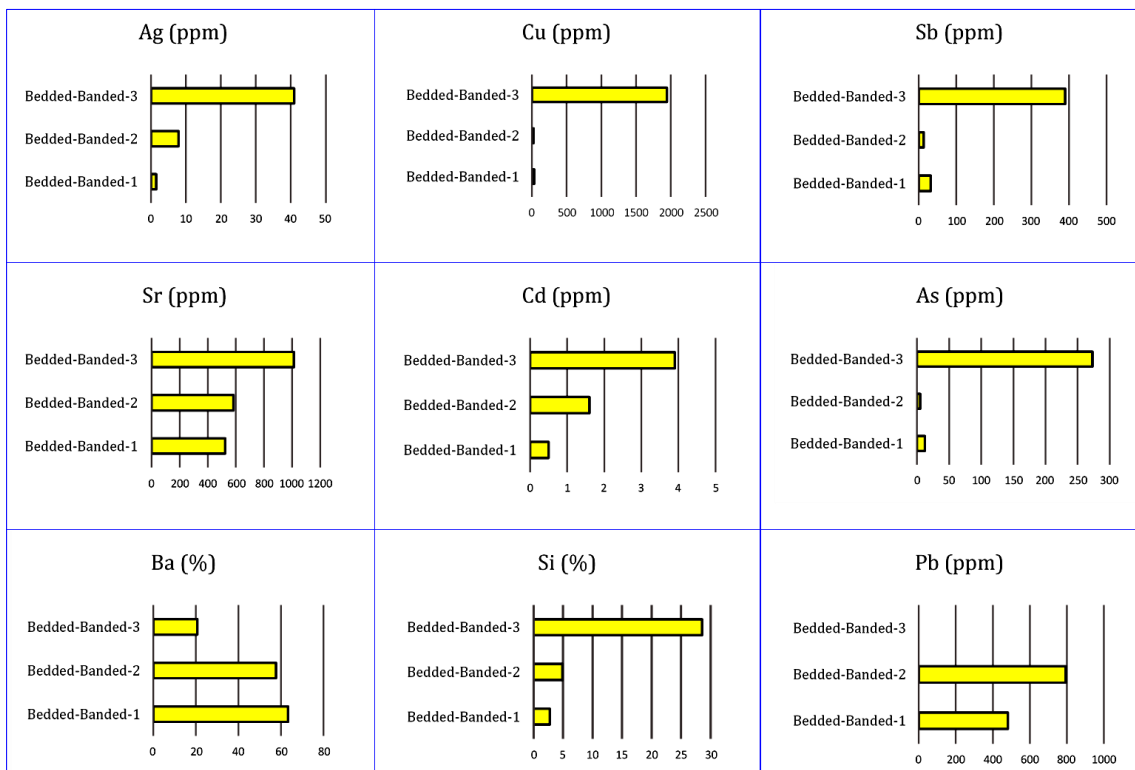 Ag (ppm)
Bedded-Banded-3
Bedded-Banded-2
Bedded-Banded-1
0 10 20 30 40 50
Cu (ppm)
Bedded-Banded-3
Bedded-Banded-2
Bedded-Banded-1
0 500 1000 1500 2000 2500
Sb (ppm)
Bedded-Banded-3
Bedded-Banded-2
Bedded-Banded-1
0 100 200 300 400 500
Sr (ppm)
Bedded-Banded-3
Bedded-Banded-2
Bedded-Banded-1
0 200 400 600 800 1000 1200
Cd (ppm)
Bedded-Banded-3
Bedded-Banded-2
Bedded-Banded-1
0 1 2 3 4 5
As (ppm)
Bedded-Banded-3
Bedded-Banded-2
Bedded-Banded-1
0 50 100 150 200 250 300
Ba (%)
Bedded-Banded-3
Bedded-Banded-2
Bedded-Banded-1
0 20 40 60 80
Si (%)
Bedded-Banded-3
Bedded-Banded-2
Bedded-Banded-1
0 5 10 15 20 25 30
Pb (ppm)
Bedded-Banded-3
Bedded-Banded-2
Bedded-Banded-1
0 200 400 600 800 1000